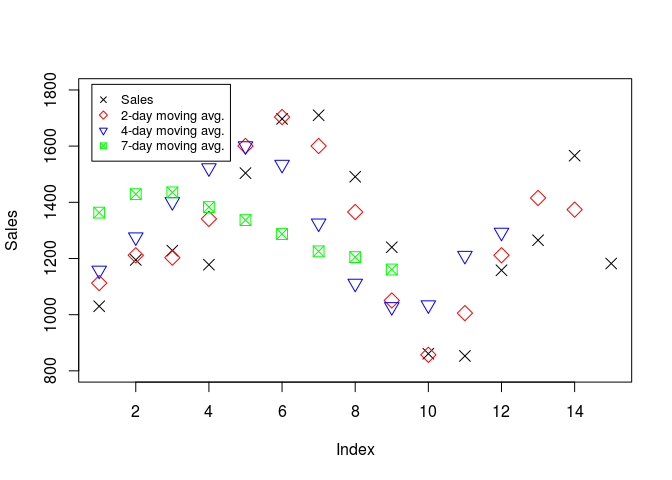 Sales
2-day moving avg.
4-day moving avg.
7-day moving avg.
1800
1600
1400
1200
1000
800
Sales
2 4 6 8 10 12 14
Index